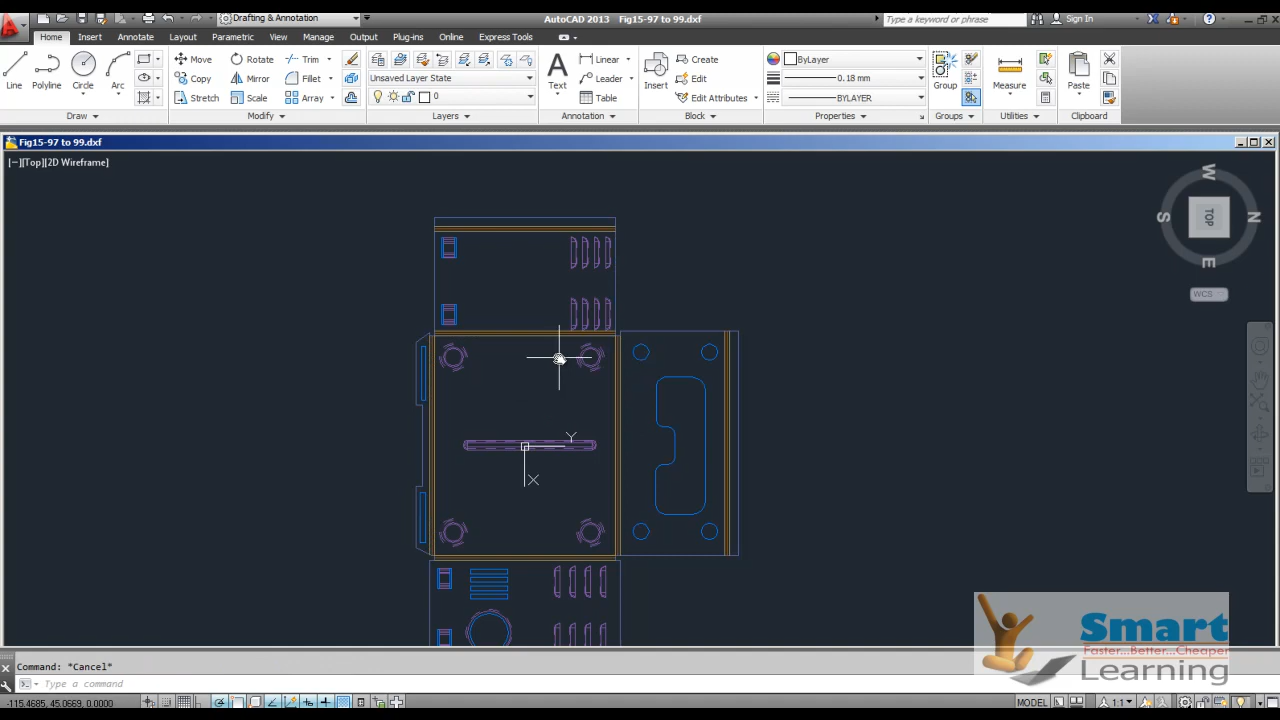 Drafting & Annotation
AutoCAD 2013 Fig15-97 to 99.dxf
Type a keyword or phrase
Sign In
Home Insert Annotate Layout Parametric View Manage Output Plug-ins Online Express Tools
Line Polyline Circle Arc
Draw
Move Rotate Trim
Copy Mirror Fillet
Stretch Scale Array
Modify
Unsaved Layer State
0
Layers
Text
Linear
Leader
Table
Annotation
Insert
Create
Edit
Edit Attributes
Block
ByLayer
0.18 mm
BYLAYER
Properties
Group
Groups
Measure
Utilities
Paste
Clipboard
Fig15-97 to 99.dxf
[−][Top][2D Wireframe]
W
S TOP N
E
WCS
Y
X
Smart
Faster...Better...Cheaper
Learning
Command: *Cancel*
Type a command
-115.4685, 45.0669, 0.0000
MODEL
1:1